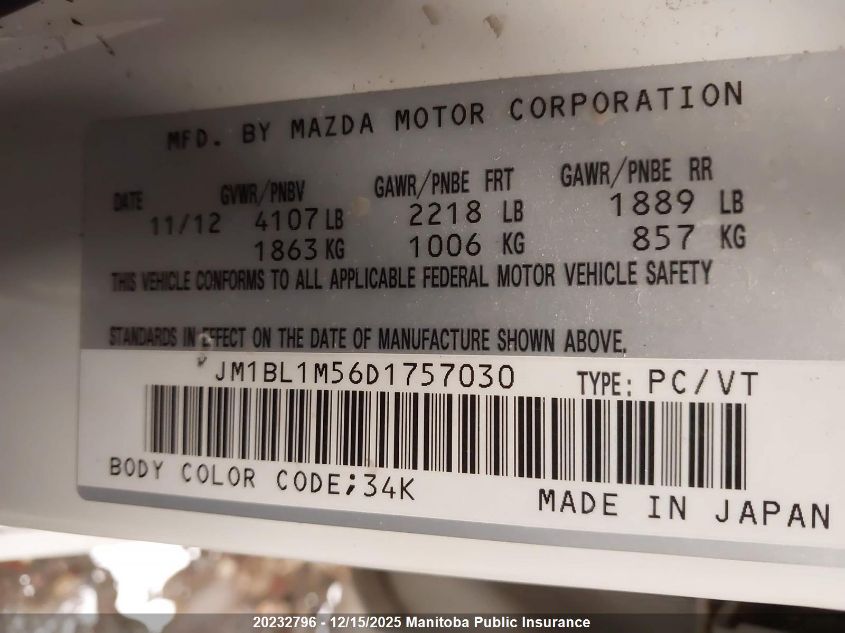 MFD. BY MAZDA MOTOR CORPORATION
DATE GVWR/PNBV GAWR/PNBE FRT GAWR/PNBE RR
11/12 4107 LB 2218 LB 1889 LB
1863 KG 1006 KG 857 KG
THIS VEHICLE CONFORMS TO ALL APPLICABLE FEDERAL MOTOR VEHICLE SAFETY
STANDARDS IN EFFECT ON THE DATE OF MANUFACTURE SHOWN ABOVE.
JM1BL1M56D1757030 TYPE: PC/VT
BODY COLOR CODE;34K
MADE IN JAPAN
20232796 - 12/15/2025 Manitoba Public Insurance